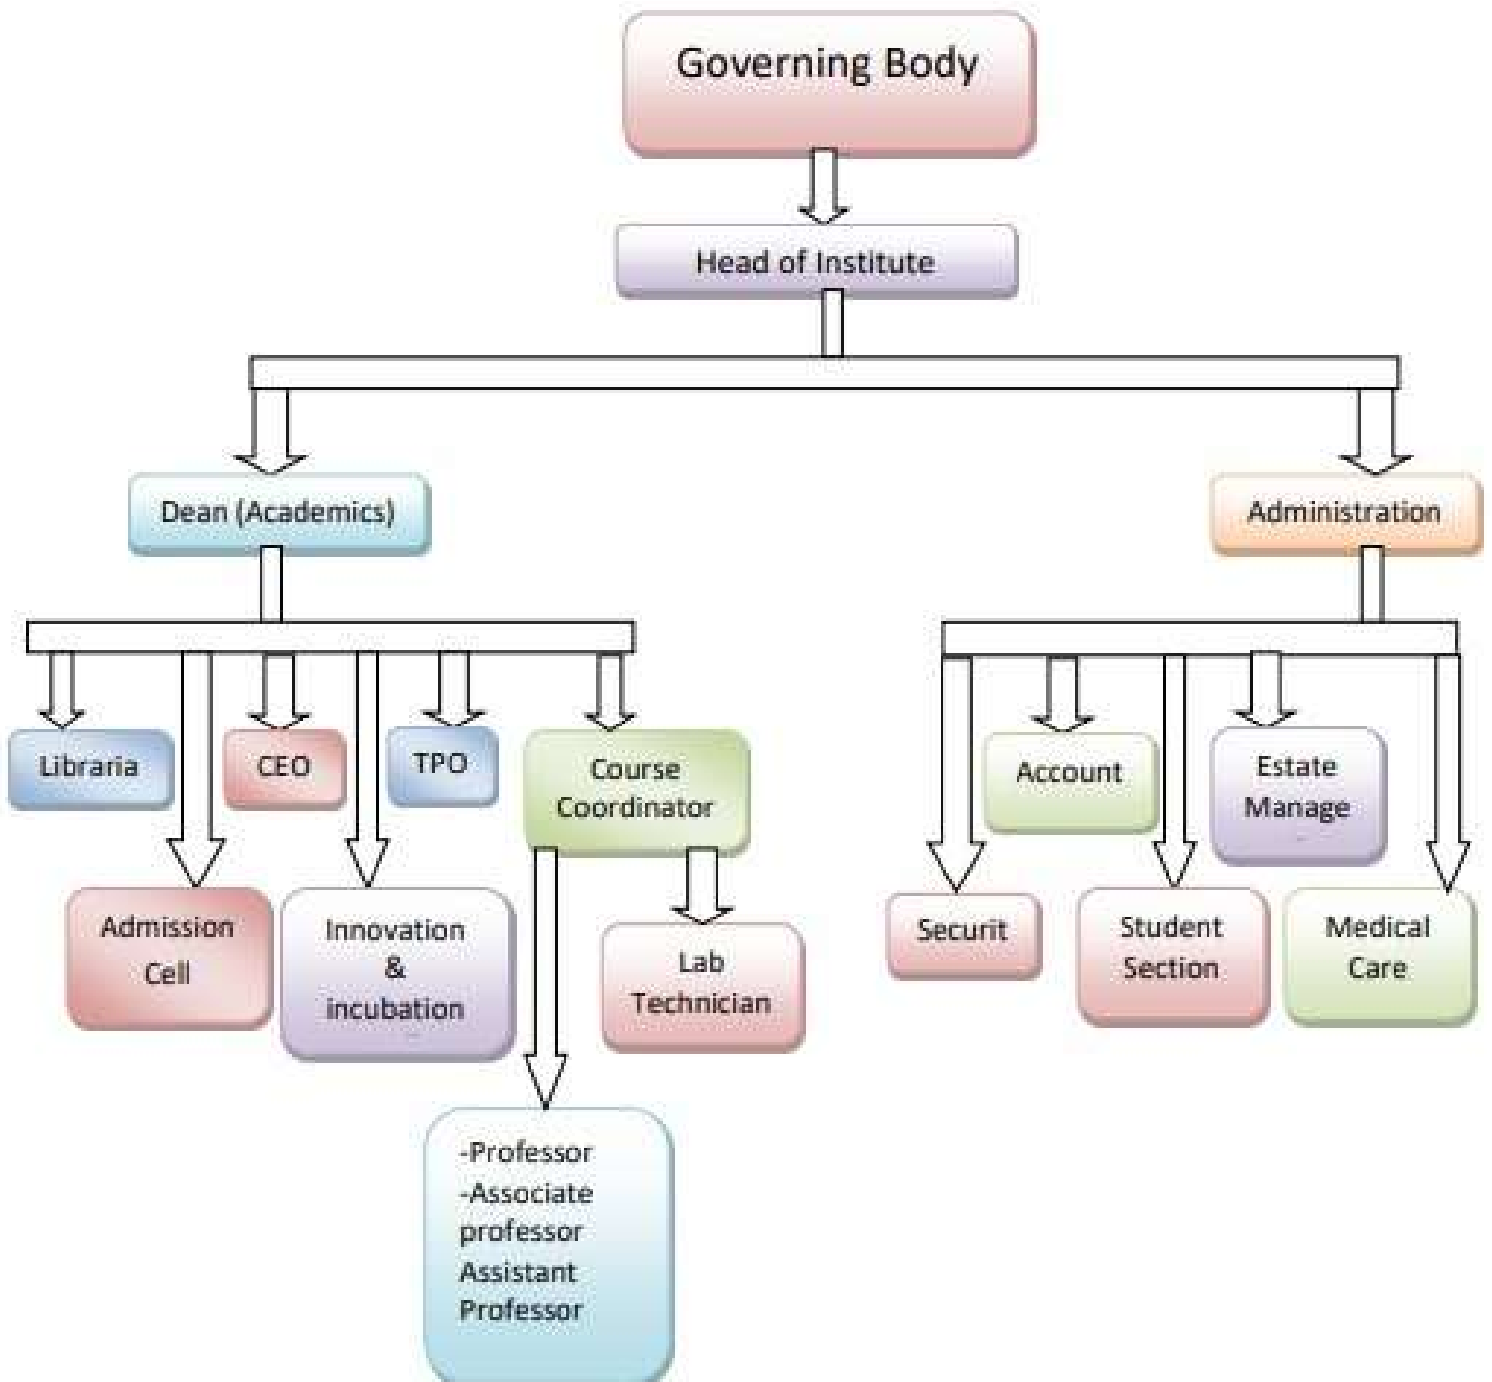 Governing Body
Head of Institute
Dean (Academics)
Administration
Libraria
CEO
TPO
Course
Coordinator
Account
Estate
Manage
Admission
Cell
Innovation
&
incubation
Lab
Technician
Securit
Student
Section
Medical
Care
-Professor
-Associate
professor
Assistant
Professor